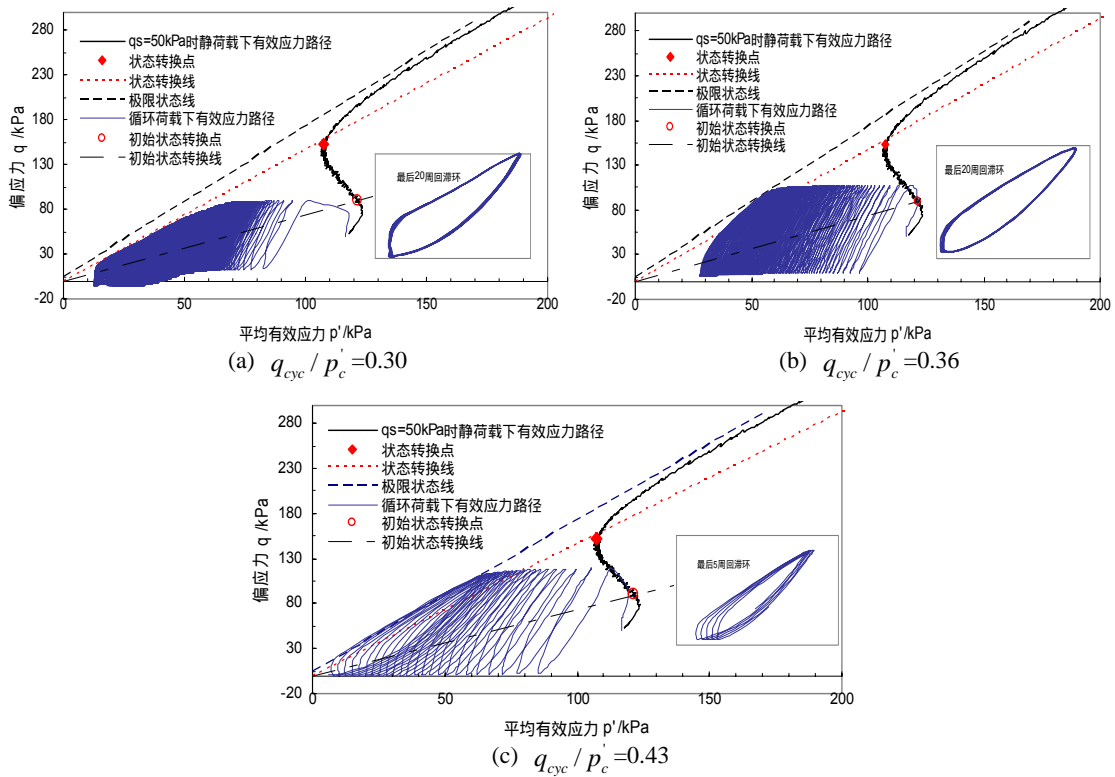 280
230
180
130
80
30
-20
偏应力 q /kPa
qs=50kPa时静荷载下有效应力路径
状态转换点
状态转换线
极限状态线
循环荷载下有效应力路径
初始状态转换点
初始状态转换线
最后20周回滞环
0 50 100 150 200
平均有效应力 p'/kPa
(a) q_{cyc} / p_c^' =0.30
280
230
180
130
80
30
-20
偏应力 q /kPa
qs=50kPa时静荷载下有效应力路径
状态转换点
状态转换线
极限状态线
循环荷载下有效应力路径
初始状态转换点
初始状态转换线
最后20周回滞环
0 50 100 150 200
平均有效应力 p'/kPa
(b) q_{cyc} / p_c^' =0.36
280
230
180
130
80
30
-20
偏应力 q /kPa
qs=50kPa时静荷载下有效应力路径
状态转换点
状态转换线
极限状态线
循环荷载下有效应力路径
初始状态转换点
初始状态转换线
最后5周回滞环
0 50 100 150 200
平均有效应力 p'/kPa
(c) q_{cyc} / p_c^' =0.43